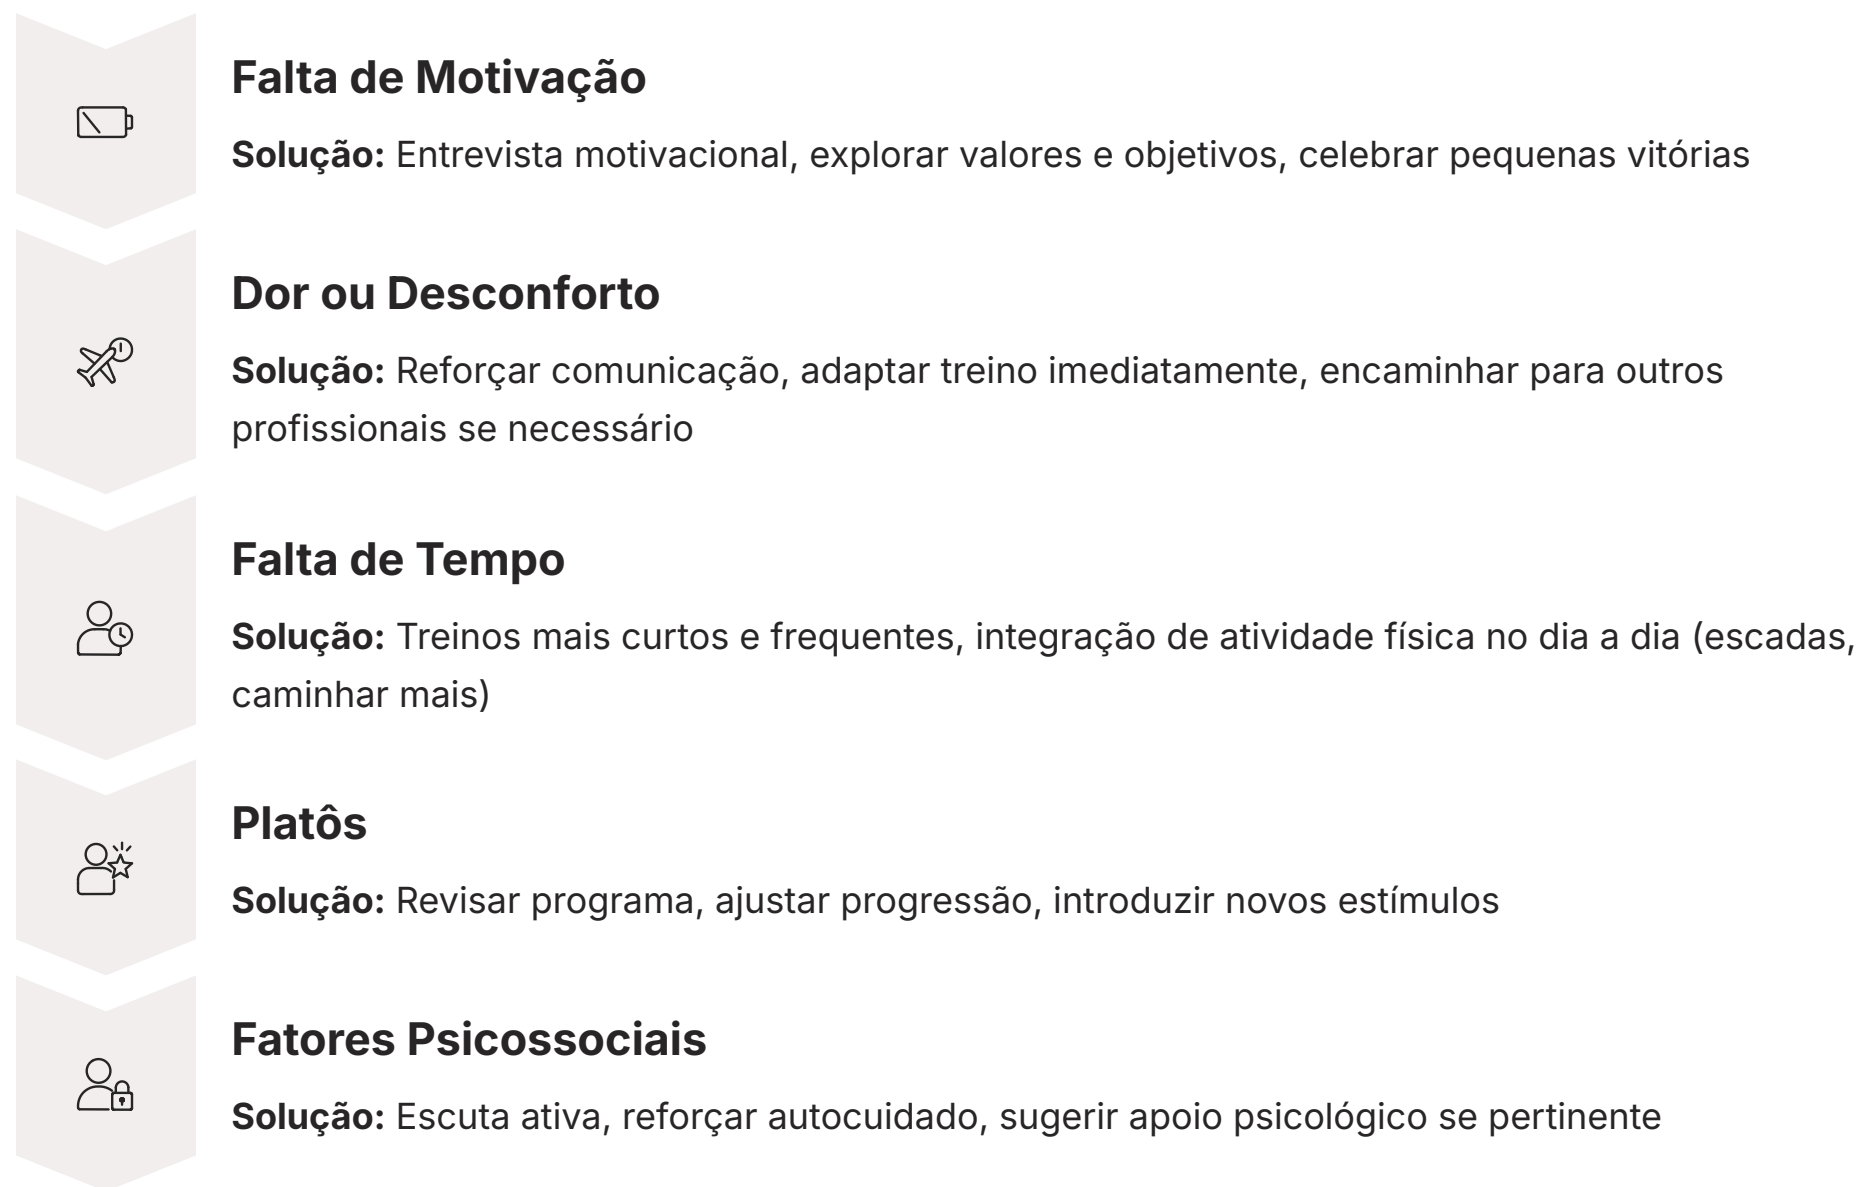 Falta de Motivação
Solução: Entrevista motivacional, explorar valores e objetivos, celebrar pequenas vitórias
Dor ou Desconforto
Solução: Reforçar comunicação, adaptar treino imediatamente, encaminhar para outros
profissionais se necessário
Falta de Tempo
Solução: Treinos mais curtos e frequentes, integração de atividade física no dia a dia (escadas,
caminhar mais)
Platôs
Solução: Revisar programa, ajustar progressão, introduzir novos estímulos
Fatores Psicossociais
Solução: Escuta ativa, reforçar autocuidado, sugerir apoio psicológico se pertinente